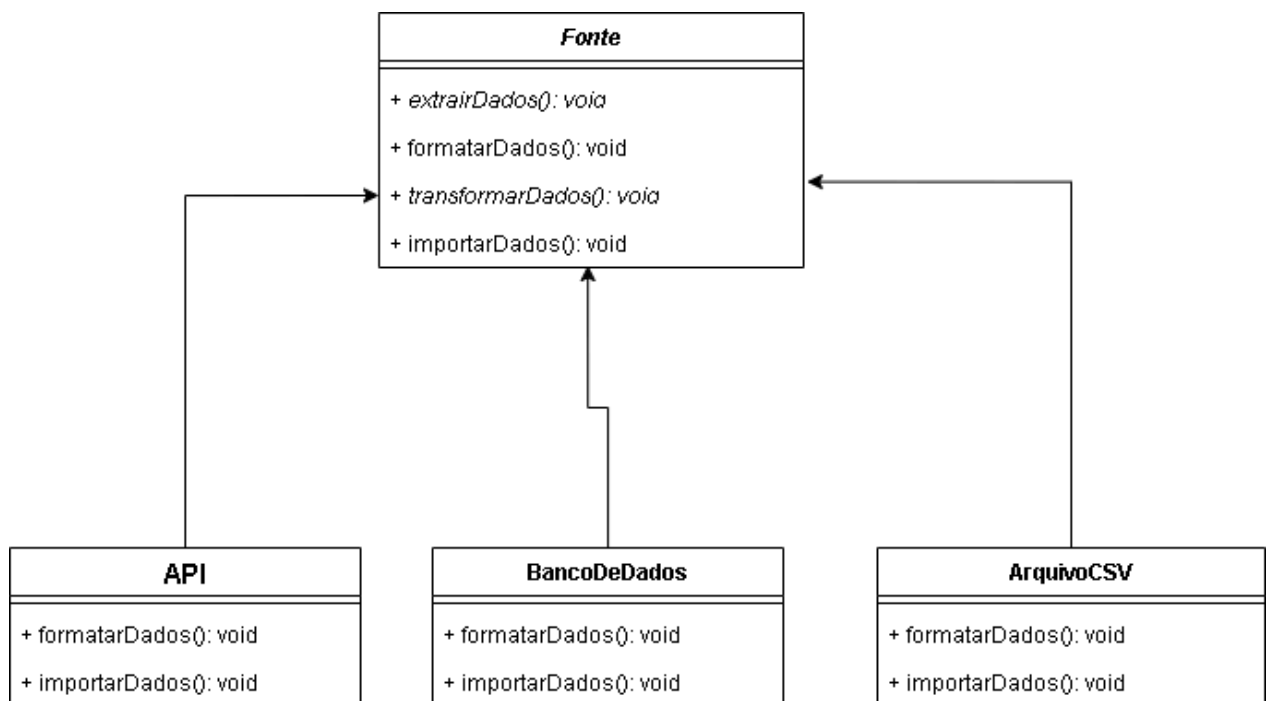 Fonte
+ extrairDados(): void
+ formatarDados(): void
+ transformarDados(): void
+ importarDados(): void
API
+ formatarDados(): void
+ importarDados(): void
BancoDeDados
+ formatarDados(): void
+ importarDados(): void
ArquivoCSV
+ formatarDados(): void
+ importarDados(): void